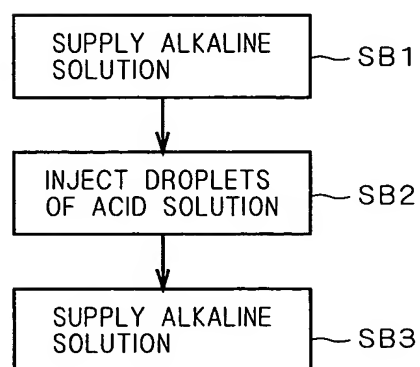 SUPPLY ALKALINE
SOLUTION
SB1
INJECT DROPLETS
OF ACID SOLUTION
SB2
SUPPLY ALKALINE
SOLUTION
SB3